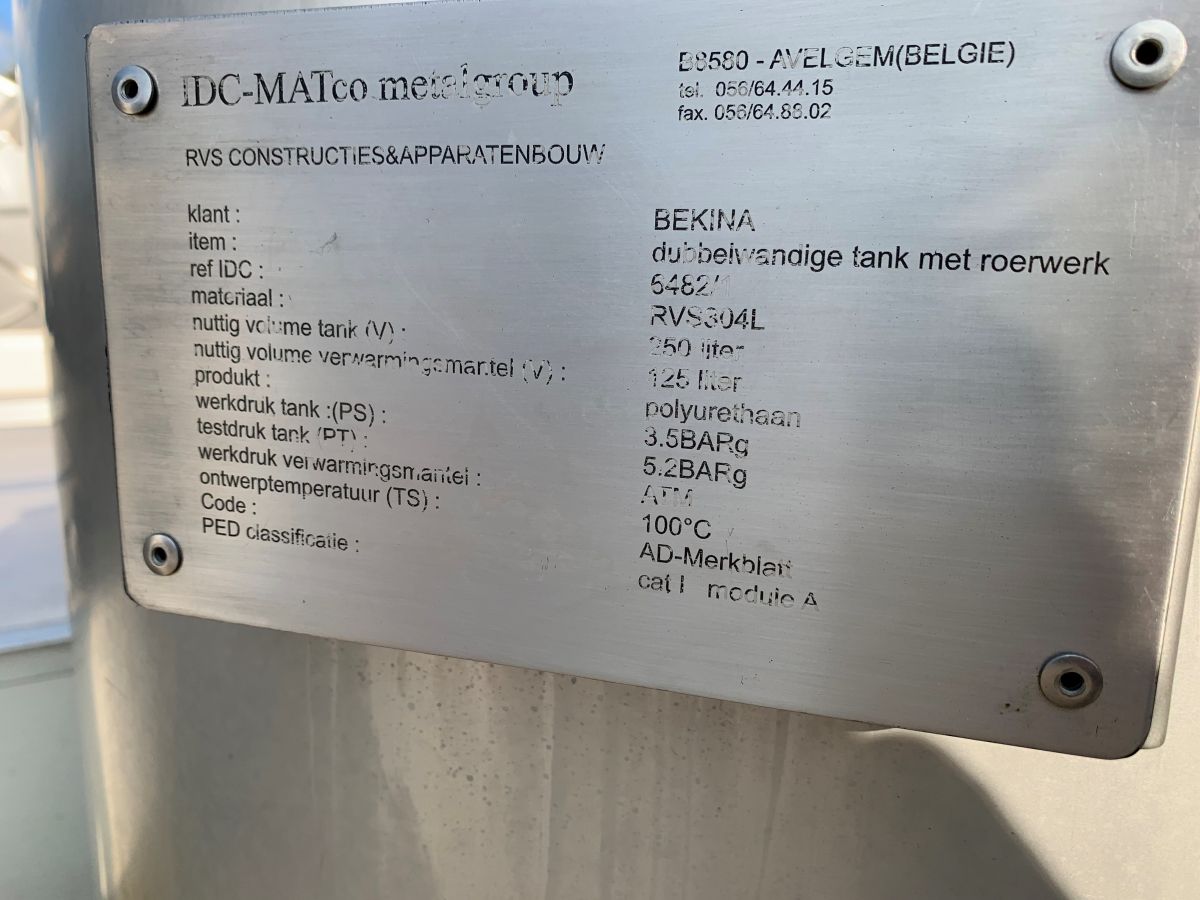 IDC-MATco metalgroup
B8580 - AVELGEM(BELGIE)
tel. 056/64.44.15
fax. 056/64.88.02
RVS CONSTRUCTIES&APPARATENBOUW
klant : BEKINA
item : dubbelwandige tank met roerwerk
ref IDC : 6482/1
materiaal : RVS304L
nuttig volume tank (V) : 250 liter
nuttig volume verwarmingsmantel (V) : 125 liter
produkt : polyurethaan
werkdruk tank :(PS) : 3.5BARg
testdruk tank (PT) : 5.2BARg
werkdruk verwarmingsmantel : ATM
ontwerptemperatuur (TS) : 100°C
Code : AD-Merkblatt
PED classificatie : cat I module A